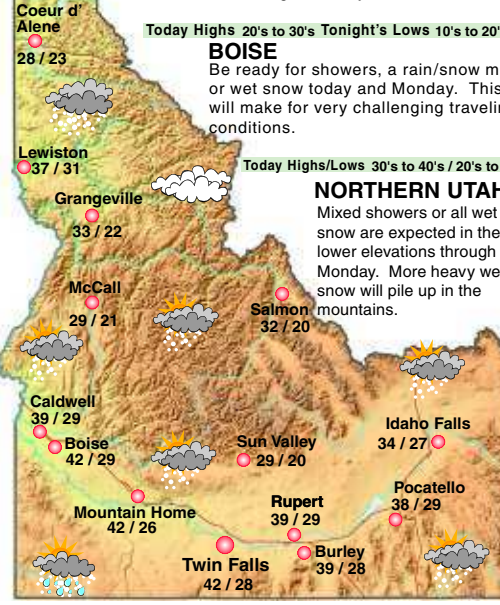 Coeur d'
Alene
28 / 23
Today Highs 20's to 30's Tonight's Lows 10's to 20'
BOISE
Be ready for showers, a rain/snow m
or wet snow today and Monday. This
will make for very challenging travelin
conditions.
Lewiston
37 / 31
Today Highs/Lows 30's to 40's / 20's to
NORTHERN UTAH
Mixed showers or all wet
snow are expected in the
lower elevations through
Monday. More heavy we
snow will pile up in the
mountains.
Grangeville
33 / 22
McCall
29 / 21
Salmon
32 / 20
Caldwell
39 / 29
Boise
42 / 29
Sun Valley
29 / 20
Idaho Falls
34 / 27
Mountain Home
42 / 26
Rupert
39 / 29
Pocatello
38 / 29
Twin Falls
42 / 28
Burley
39 / 28